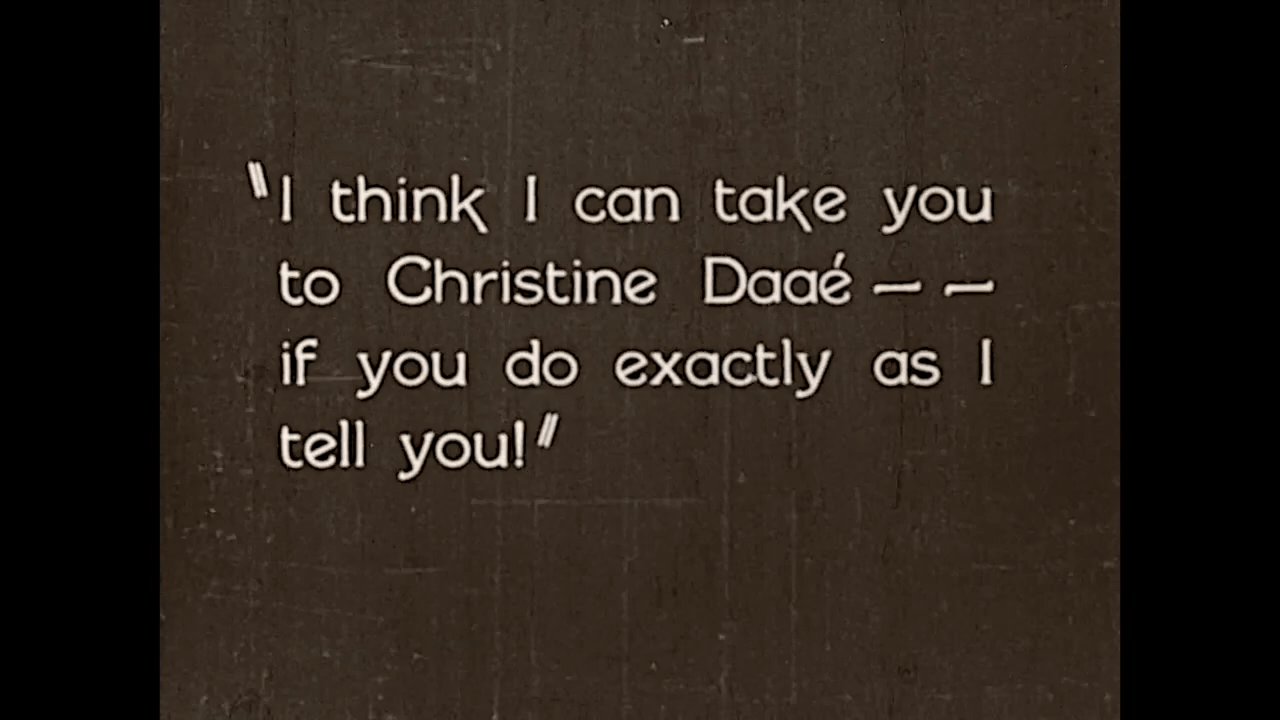 "I think I can take you
to Christine Daaé — —
if you do exactly as I
tell you!"